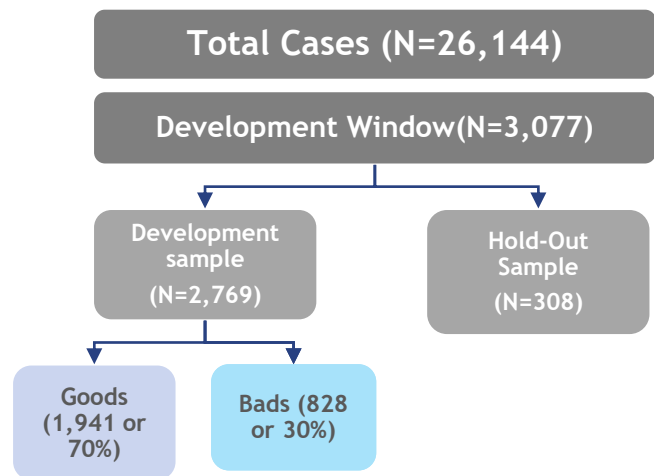 Total Cases (N=26,144)
Development Window(N=3,077)
Development
sample
(N=2,769)
Hold-Out
Sample
(N=308)
Goods
(1,941 or
70%)
Bads (828
or 30%)